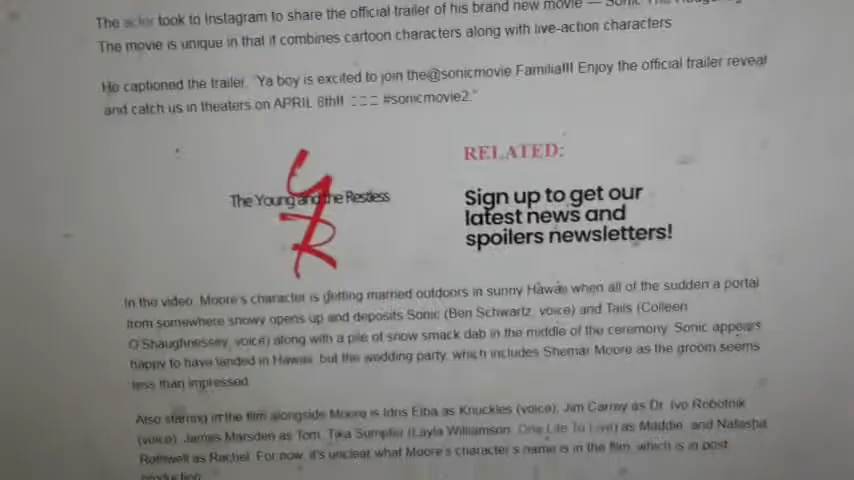 The actor took to Instagram to share the official trailer of his brand new movie — Sonic The
The movie is unique in that it combines cartoon characters along with live-action characters
He captioned the trailer, "Ya boy is excited to join the@sonicmovie Familia!!! Enjoy the official trailer reveal
and catch us in theaters on APRIL 8th!! #sonicmovie2."
YR
The Young and the Restless
RELATED:
Sign up to get our
latest news and
spoilers newsletters!
In the video, Moore's character is getting married outdoors in sunny Hawaii when all of the sudden a portal
from somewhere snowy opens up and deposits Sonic (Ben Schwartz, voice) and Tails (Colleen
O'Shaughnessey, voice) along with a pile of snow smack dab in the middle of the ceremony. Sonic appears
happy to have landed in Hawaii, but the wedding party, which includes Shemar Moore as the groom seems
less than impressed.
Also starring in the film alongside Moore is Idris Elba as Knuckles (voice), Jim Carrey as Dr. Ivo Robotnik
(voice), James Marsden as Tom, Tika Sumpter (Layla Williamson, One Life To Live) as Maddie, and Natasha
Rothwell as Rachel. For now, it's unclear what Moore's character's name is in the film, which is in post
production.